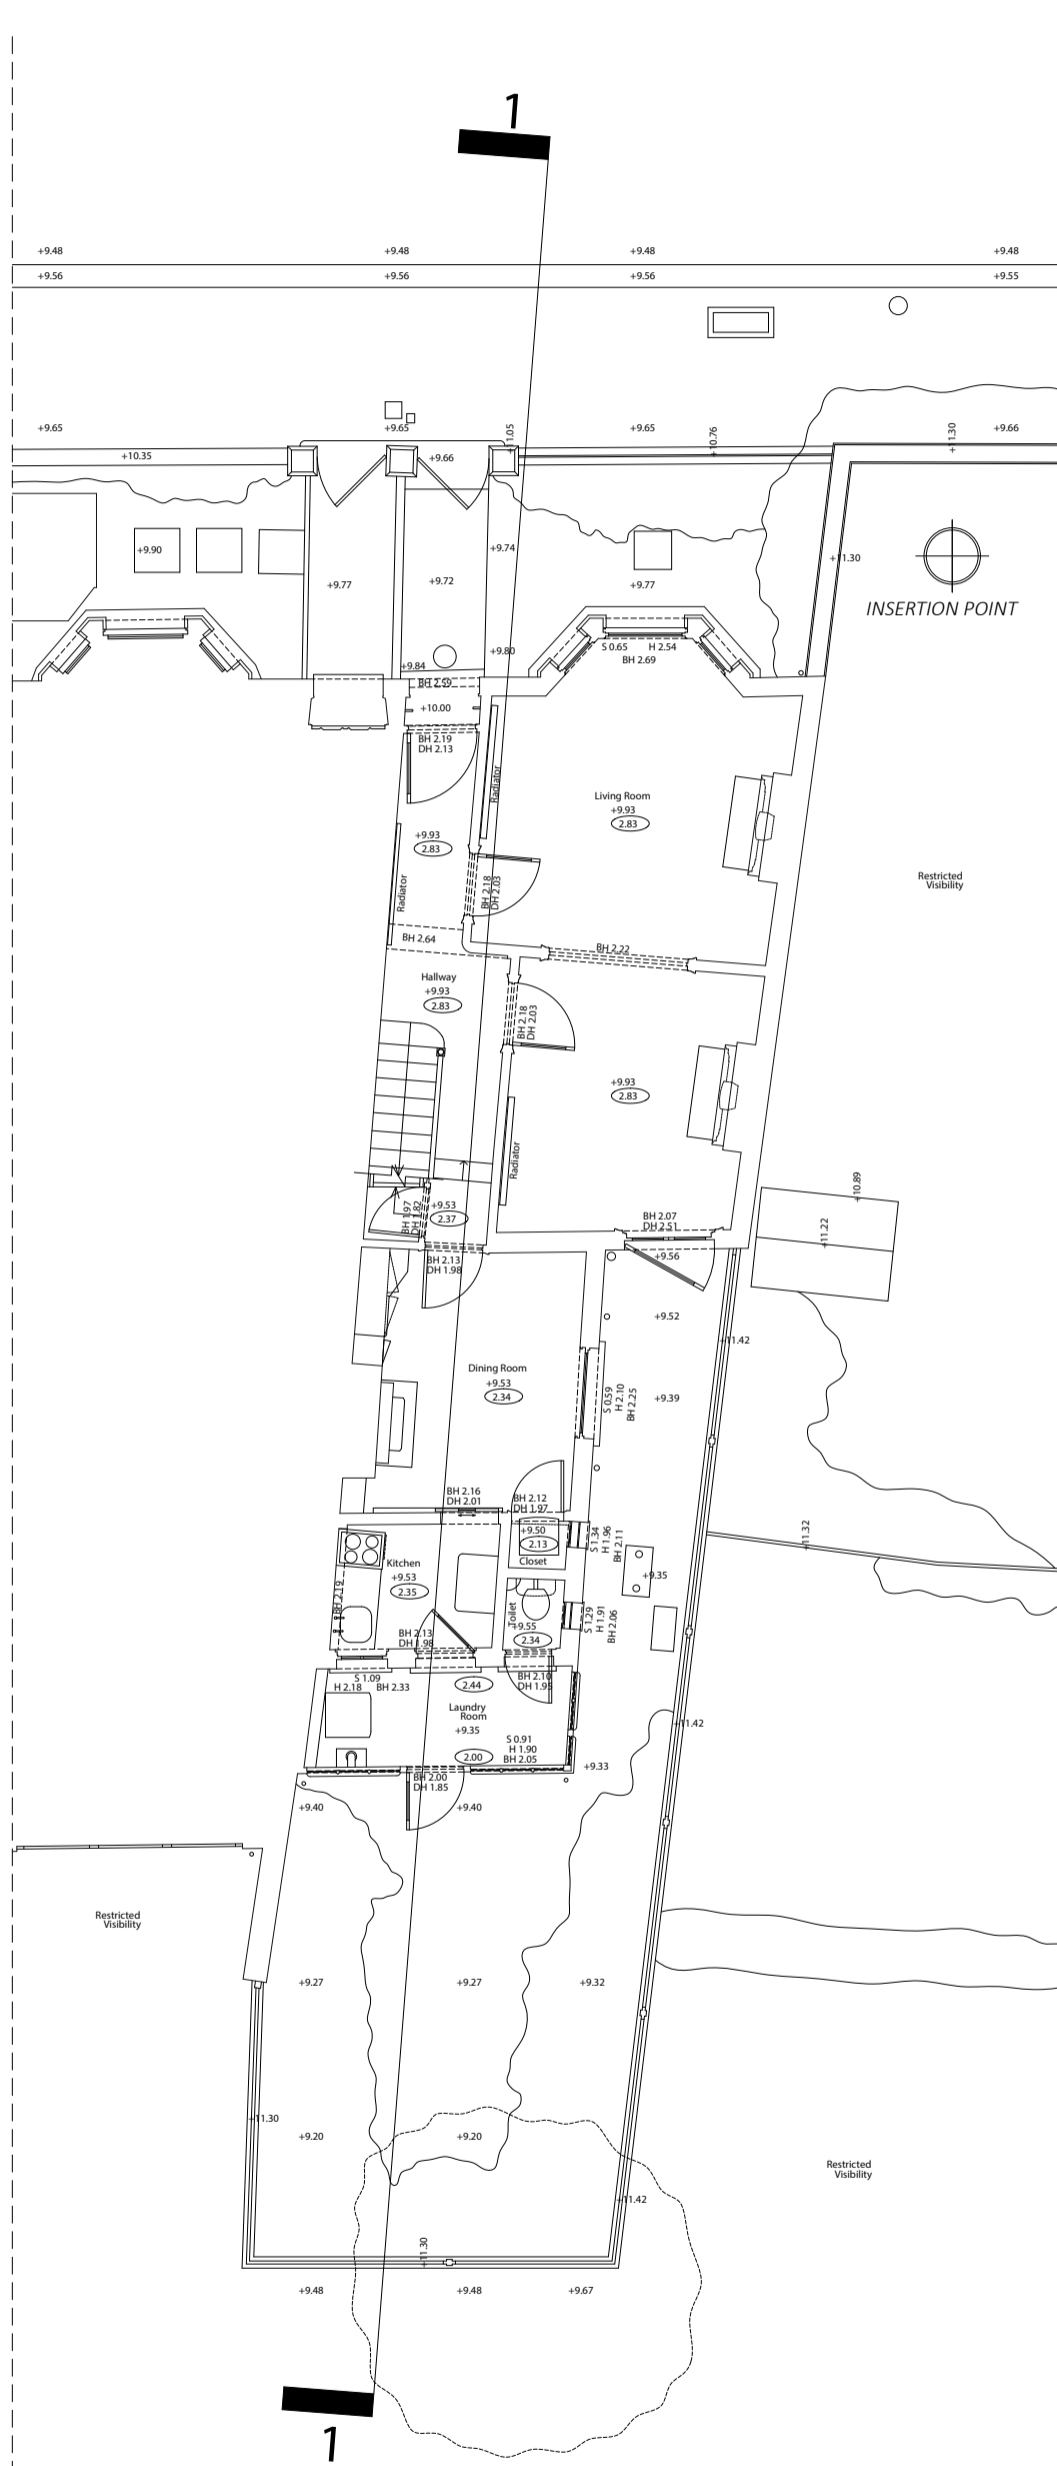 1
+9.48
+9.48
+9.48
+9.48
+9.56
+9.56
+9.56
+9.55
+9.65
+9.65
+11.05
+9.65
+10.76
+11.30
+9.66
+10.35
+9.66
+9.90
+9.74
+11.30
+9.77
+9.72
+9.77
INSERTION POINT
+9.80
S 0.65 H 2.54
BH 2.69
+9.84
BH 2.59
+10.00
BH 2.19
DH 2.13
Radiator
Living Room
+9.93
2.83
+9.93
2.83
Radiator
BH 2.18
DH 2.03
Restricted
Visibility
BH 2.64
BH 2.22
Hallway
+9.93
2.83
BH 2.18
DH 2.03
+9.93
2.83
Radiator
+10.89
BH 1.97
DH 1.82
+9.53
2.37
BH 2.07
DH 2.51
+11.22
+9.56
BH 2.13
DH 1.98
+9.52
+11.42
Dining Room
+9.53
2.34
S 0.59
H 2.10
BH 2.25
+9.39
BH 2.16
DH 2.01
BH 2.12
DH 1.97
+9.50
2.13
Closet
S 1.34
H 1.96
BH 2.11
+11.32
Kitchen
+9.53
2.35
BH 2.19
+9.35
Toilet
+9.55
2.34
S 1.29
H 1.91
BH 2.06
BH 2.13
DH 1.98
S 1.09
H 2.18 BH 2.33
2.44
BH 2.10
DH 1.95
Laundry
Room
+9.35
2.00
S 0.91
H 1.90
BH 2.05
+11.42
+9.33
BH 2.00
DH 1.85
+9.40
+9.40
Restricted
Visibility
+9.27
+9.27
+9.32
+11.30
+9.20
+9.20
Restricted
Visibility
+11.42
+11.30
+9.48
+9.48
+9.67
1